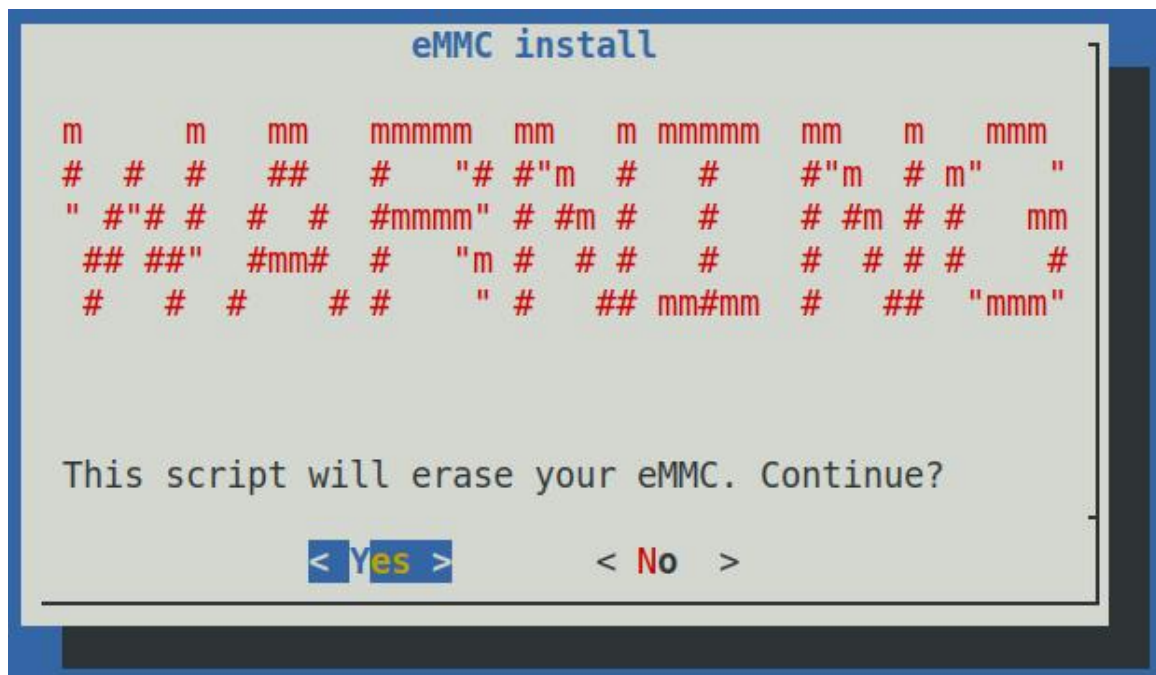 eMMC install
WARNING
This script will erase your eMMC. Continue?
< Yes > < No >